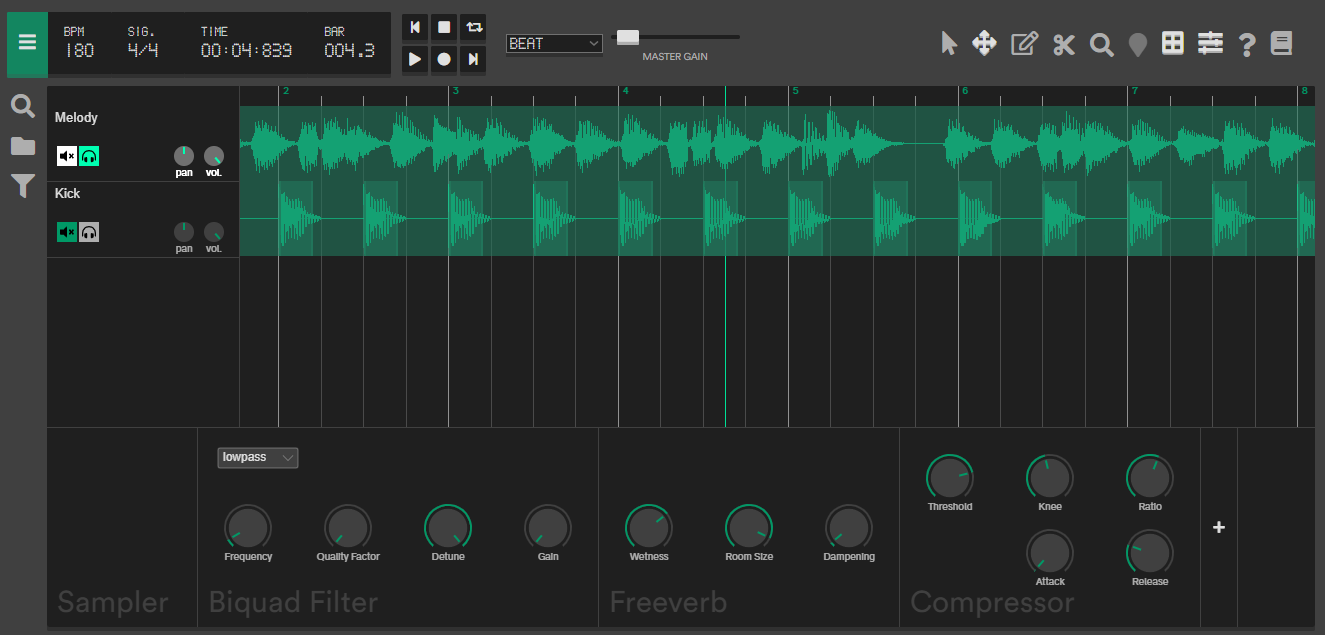 BPM SIG. TIME BAR
180 4/4 00:04:839 004.3
BEAT
MASTER GAIN
2 3 4 5 6 7 8
Melody
pan vol.
Kick
pan vol.
lowpass
Frequency Quality Factor Detune Gain
Wetness Room Size Dampening
Threshold Knee Ratio
Attack Release
Sampler Biquad Filter Freeverb Compressor